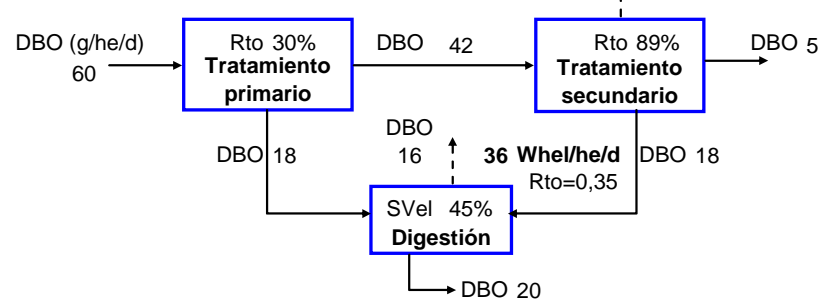 DBO (g/he/d)
60
Rto 30%
Tratamiento
primario
DBO 42
Rto 89%
Tratamiento
secundario
DBO 5
DBO 18
DBO
16
36 Whel/he/d
Rto=0,35
DBO 18
SVel 45%
Digestión
DBO 20